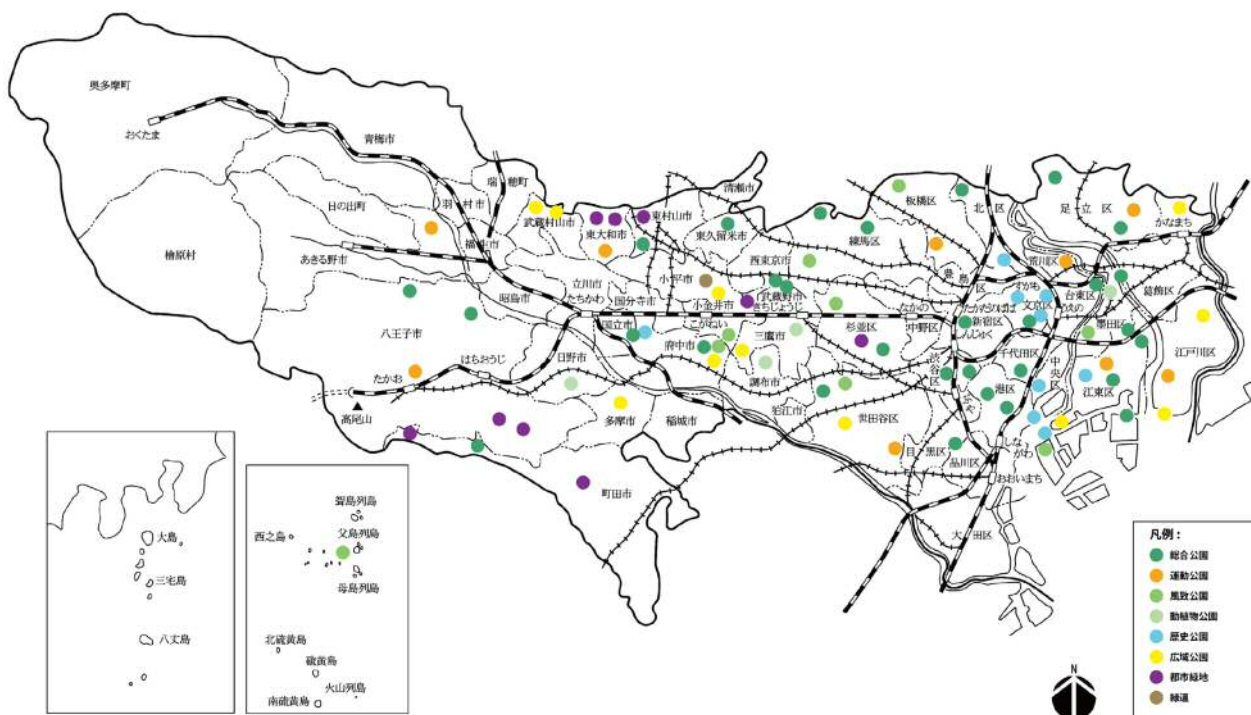 奥多摩町
おくたま
青梅市
瑞穂町
日の出町
羽村市
福生市
檜原村
あきる野市
武蔵村山市
東大和市
東村山市
清瀬市
東久留米市
西東京市
練馬区
板橋区
北区
足立区
かなまち
荒川区
豊島区
葛飾区
昭島市
立川市
たちかわ
国分寺市
小平市
小金井市
武蔵野市
きちじょうじ
なかの
たかだのばば
すがも
文京区
うえの
台東区
八王子市
国立市
こがねい
三鷹市
杉並区
中野区
新宿区
しんじゅく
千代田区
墨田区
江戸川区
日野市
府中市
調布市
渋谷区
しぶや
港区
中央区
江東区
はちおうじ
たかお
高尾山
多摩市
稲城市
狛江市
世田谷区
目黒区
品川区
しながわ
おおいまち
町田市
大田区
大島
三宅島
八丈島
聟島列島
西之島
父島列島
母島列島
北硫黄島
硫黄島
火山列島
南硫黄島
N
凡例：
総合公園
運動公園
風致公園
動植物公園
歴史公園
広域公園
都市緑地
緑道